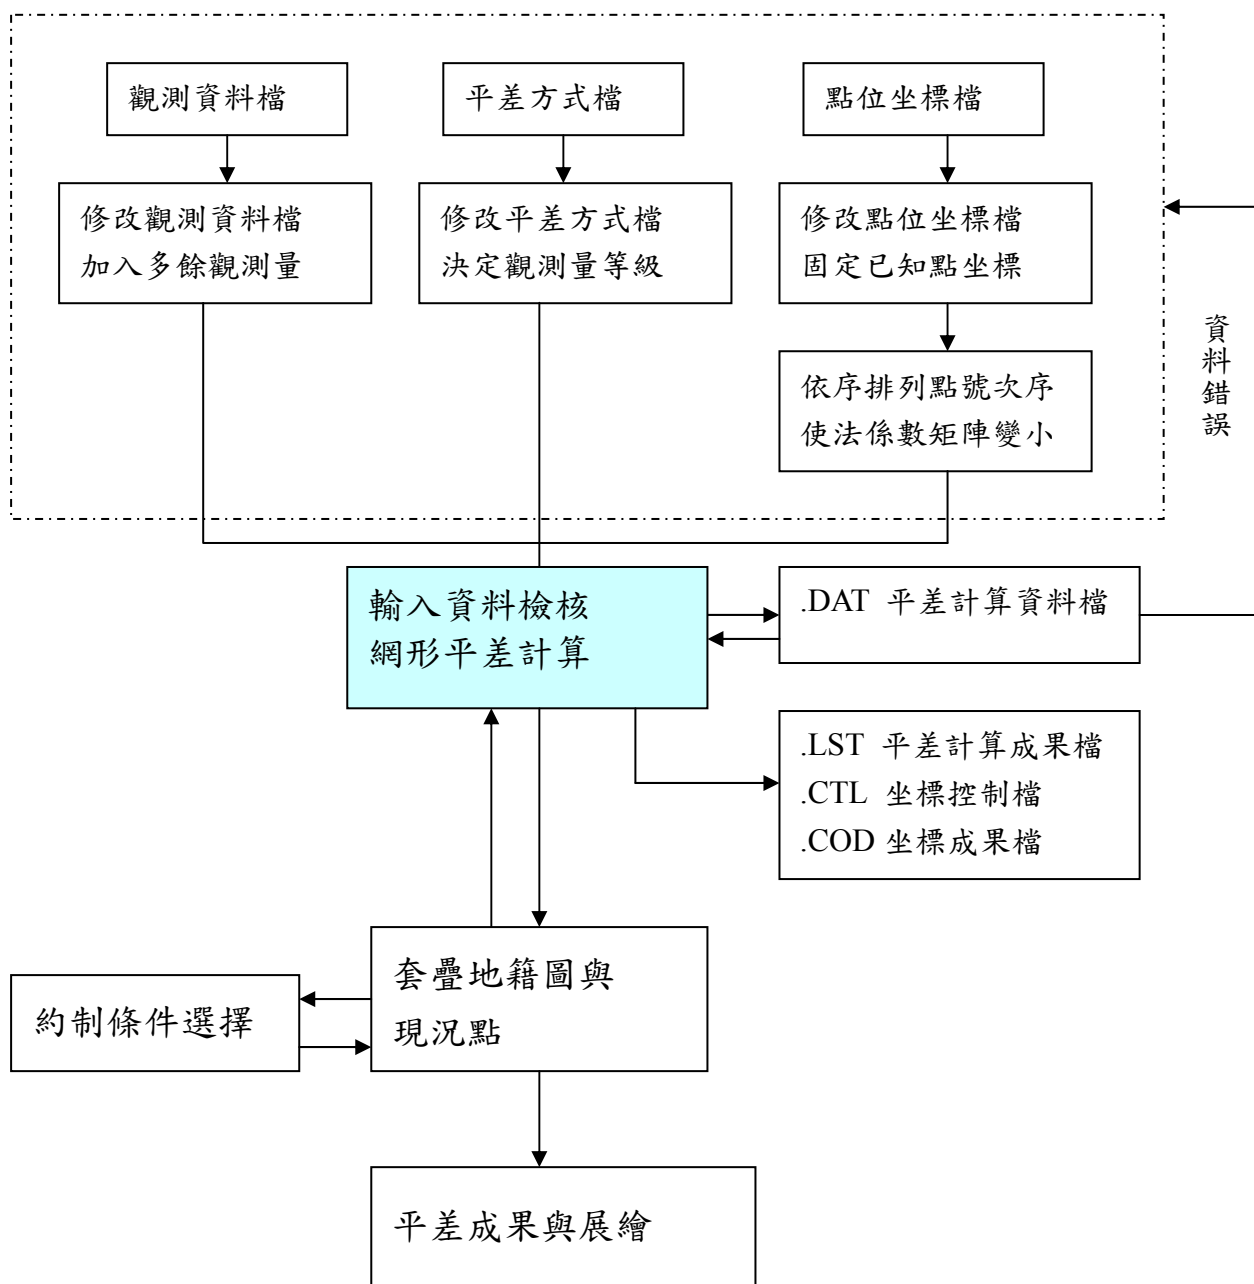 觀測資料檔
平差方式檔
點位坐標檔
修改觀測資料檔
加入多餘觀測量
修改平差方式檔
決定觀測量等級
修改點位坐標檔
固定已知點坐標
依序排列點號次序
使法係數矩陣變小
資料錯誤
輸入資料檢核
網形平差計算
.DAT 平差計算資料檔
.LST 平差計算成果檔
.CTL 坐標控制檔
.COD 坐標成果檔
套疊地籍圖與
現況點
約制條件選擇
平差成果與展繪